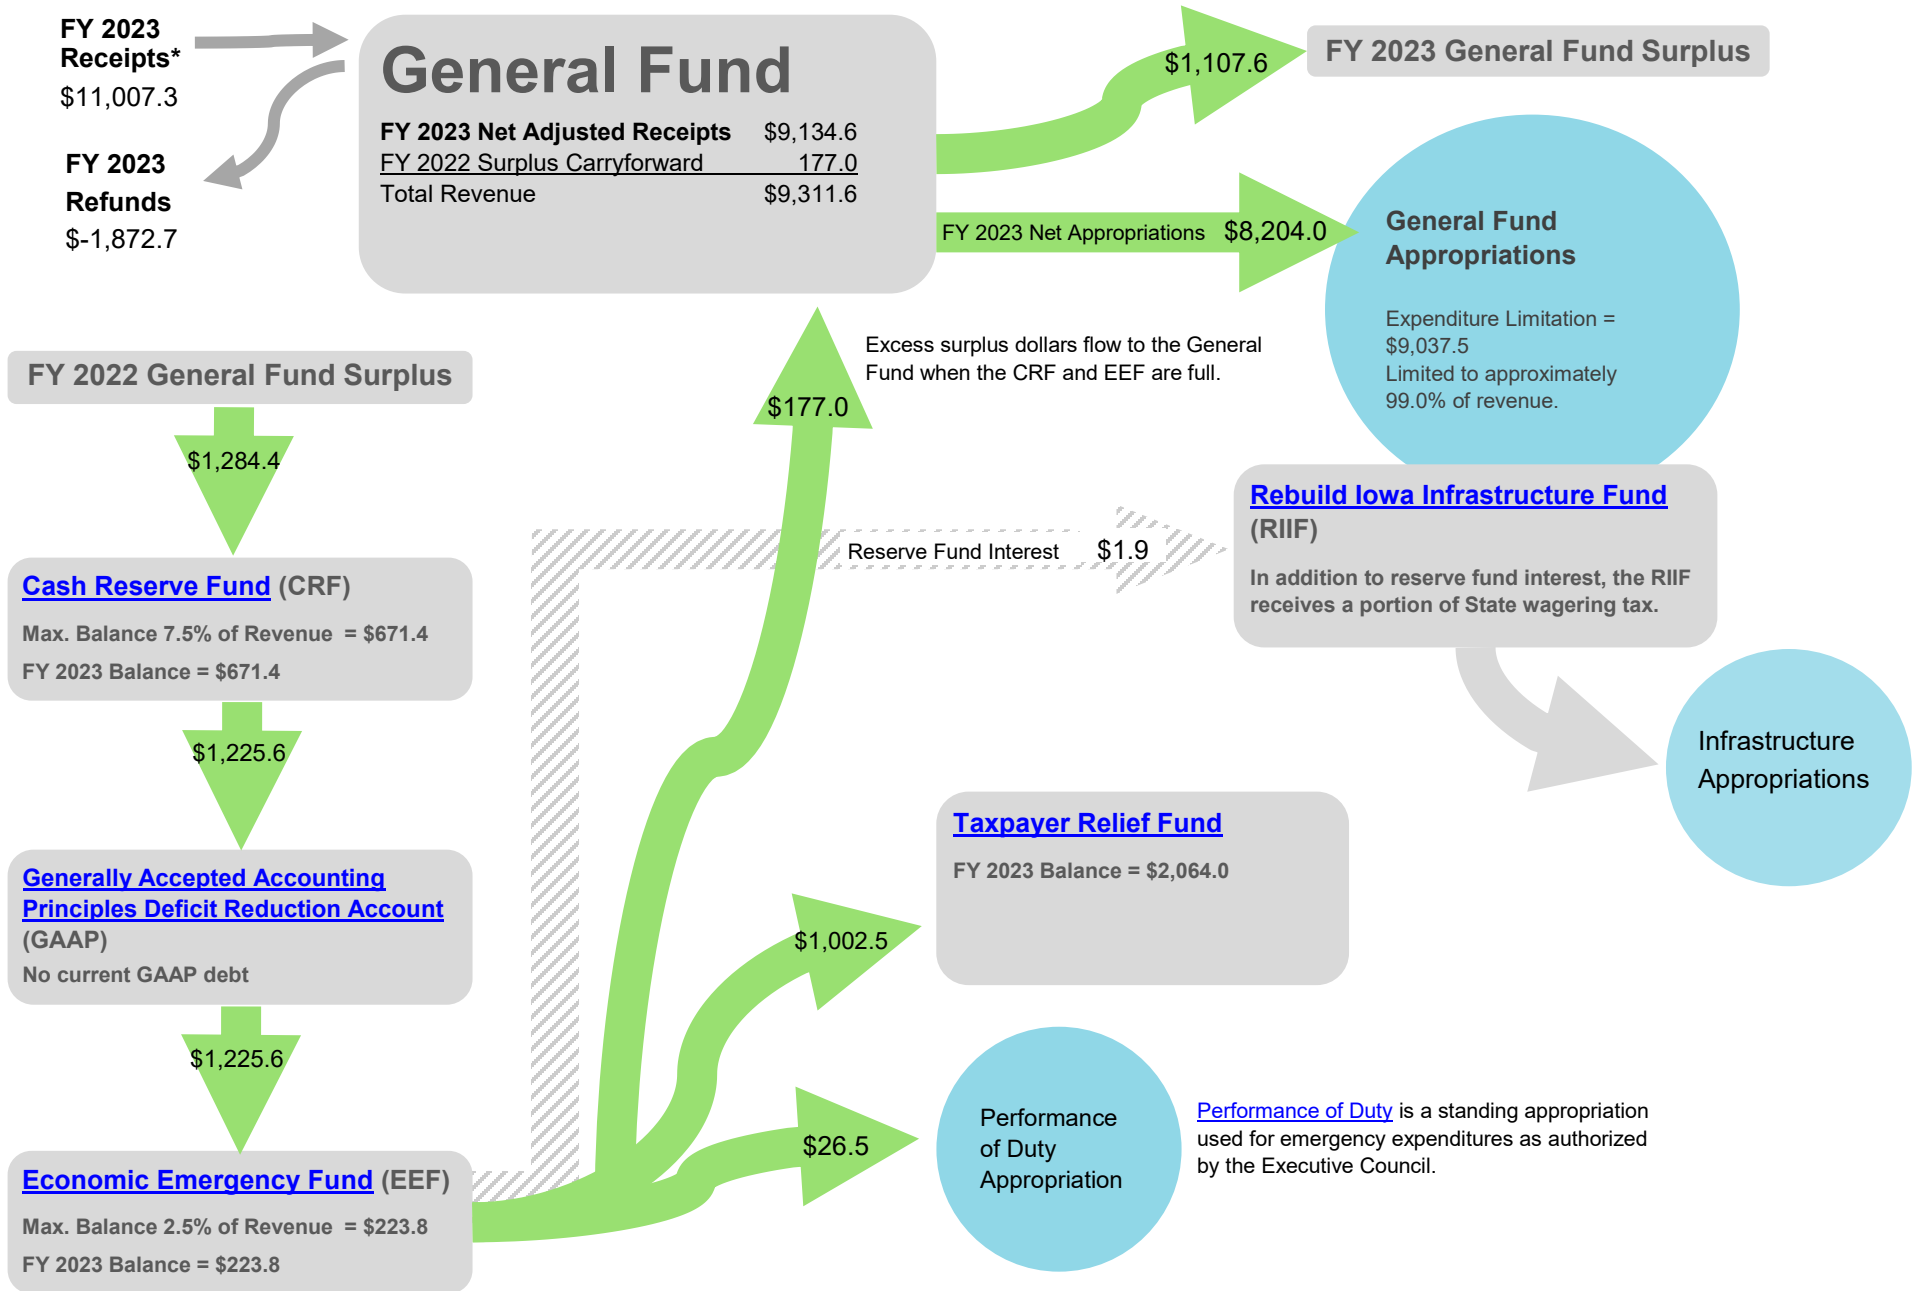 FY 2023
Receipts*
$11,007.3
FY 2023
Refunds
$-1,872.7
General Fund
FY 2023 Net Adjusted Receipts $9,134.6
FY 2022 Surplus Carryforward 177.0
Total Revenue $9,311.6
$1,107.6
FY 2023 General Fund Surplus
FY 2023 Net Appropriations $8,204.0
General Fund
Appropriations
Expenditure Limitation =
$9,037.5
Limited to approximately
99.0% of revenue.
Excess surplus dollars flow to the General
Fund when the CRF and EEF are full.
$177.0
FY 2022 General Fund Surplus
$1,284.4
Cash Reserve Fund (CRF)
Max. Balance 7.5% of Revenue = $671.4
FY 2023 Balance = $671.4
Reserve Fund Interest $1.9
Rebuild Iowa Infrastructure Fund
(RIIF)
In addition to reserve fund interest, the RIIF
receives a portion of State wagering tax.
Infrastructure
Appropriations
$1,225.6
Generally Accepted Accounting
Principles Deficit Reduction Account
(GAAP)
No current GAAP debt
Taxpayer Relief Fund
FY 2023 Balance = $2,064.0
$1,002.5
$1,225.6
Economic Emergency Fund (EEF)
Max. Balance 2.5% of Revenue = $223.8
FY 2023 Balance = $223.8
$26.5
Performance
of Duty
Appropriation
Performance of Duty is a standing appropriation
used for emergency expenditures as authorized
by the Executive Council.